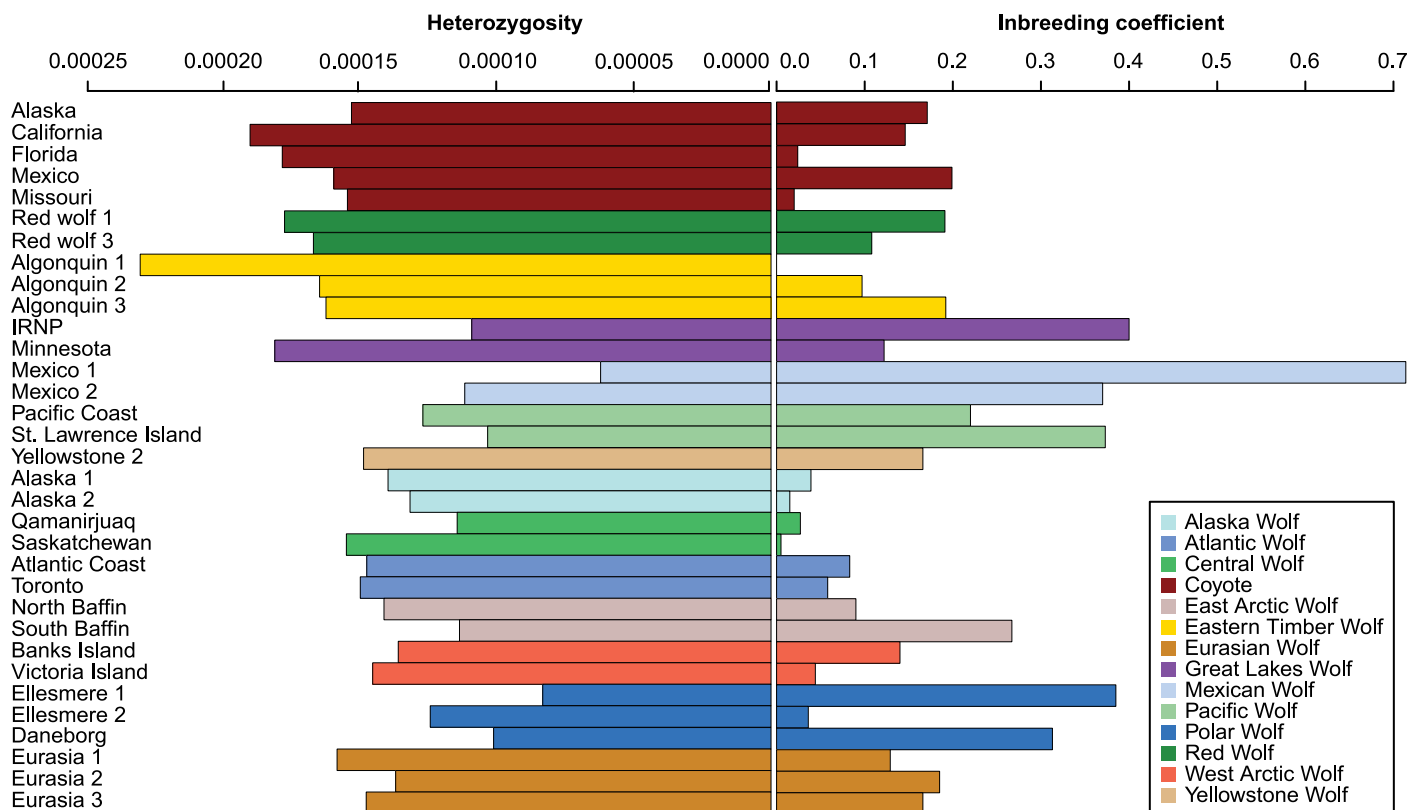 Heterozygosity
Inbreeding coefficient
0.00025 0.00020 0.00015 0.00010 0.00005 0.0000 0.0 0.1 0.2 0.3 0.4 0.5 0.6 0.7
Alaska
California
Florida
Mexico
Missouri
Red wolf 1
Red wolf 3
Algonquin 1
Algonquin 2
Algonquin 3
IRNP
Minnesota
Mexico 1
Mexico 2
Pacific Coast
St. Lawrence Island
Yellowstone 2
Alaska 1
Alaska 2
Qamanirjuaq
Saskatchewan
Atlantic Coast
Toronto
North Baffin
South Baffin
Banks Island
Victoria Island
Ellesmere 1
Ellesmere 2
Daneborg
Eurasia 1
Eurasia 2
Eurasia 3
Alaska Wolf
Atlantic Wolf
Central Wolf
Coyote
East Arctic Wolf
Eastern Timber Wolf
Eurasian Wolf
Great Lakes Wolf
Mexican Wolf
Pacific Wolf
Polar Wolf
Red Wolf
West Arctic Wolf
Yellowstone Wolf